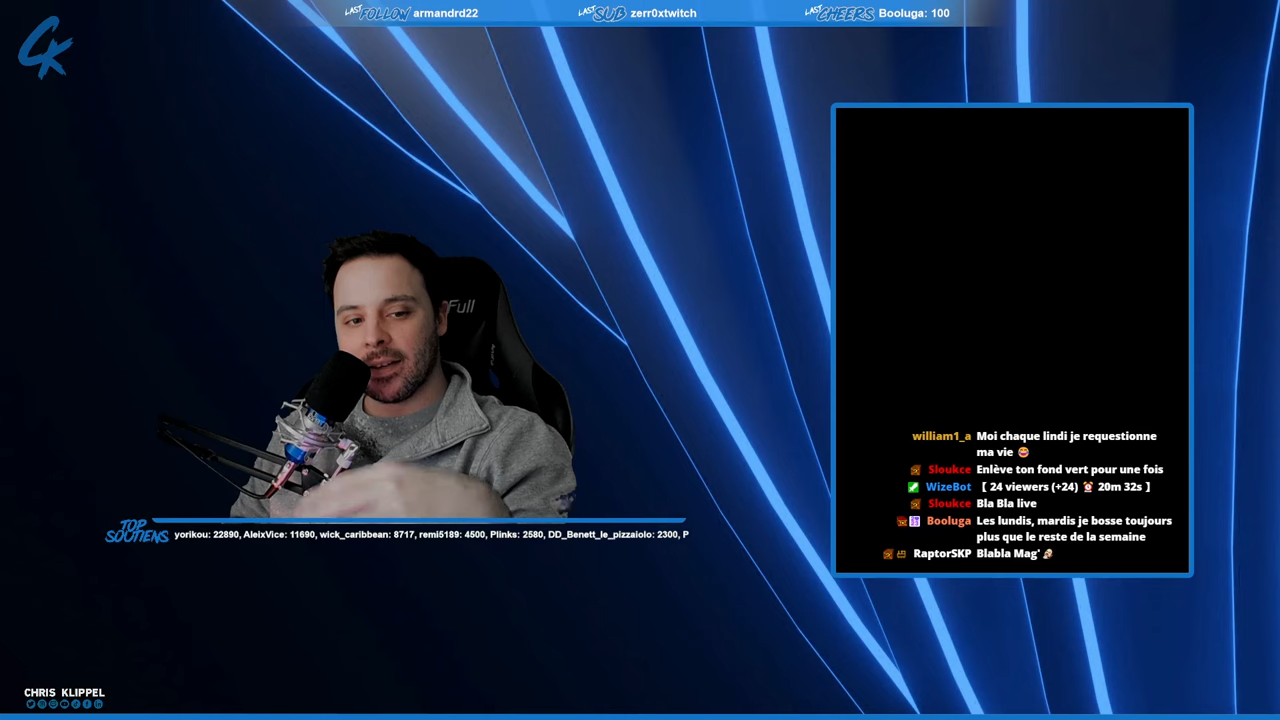 LAST FOLLOW armandrd22
LAST SUB zerr0xtwitch
LAST CHEERS Booluga: 100
CK
Full
william1_a Moi chaque lindi je requestionne
ma vie 😄
Sloukce Enlève ton fond vert pour une fois
WizeBot 【 24 viewers (+24) ⏰ 20m 32s 】
Sloukce Bla Bla live
Booluga Les lundis, mardis je bosse toujours
plus que le reste de la semaine
RaptorSKP Blabla Mag'
TOP SOUTIENS yorikou: 22890, AleixVice: 11690, wick_caribbean: 8717, remi5189: 4500, Plinks: 2580, DD_Benett_le_pizzaiolo: 2300, P
CHRIS KLIPPEL